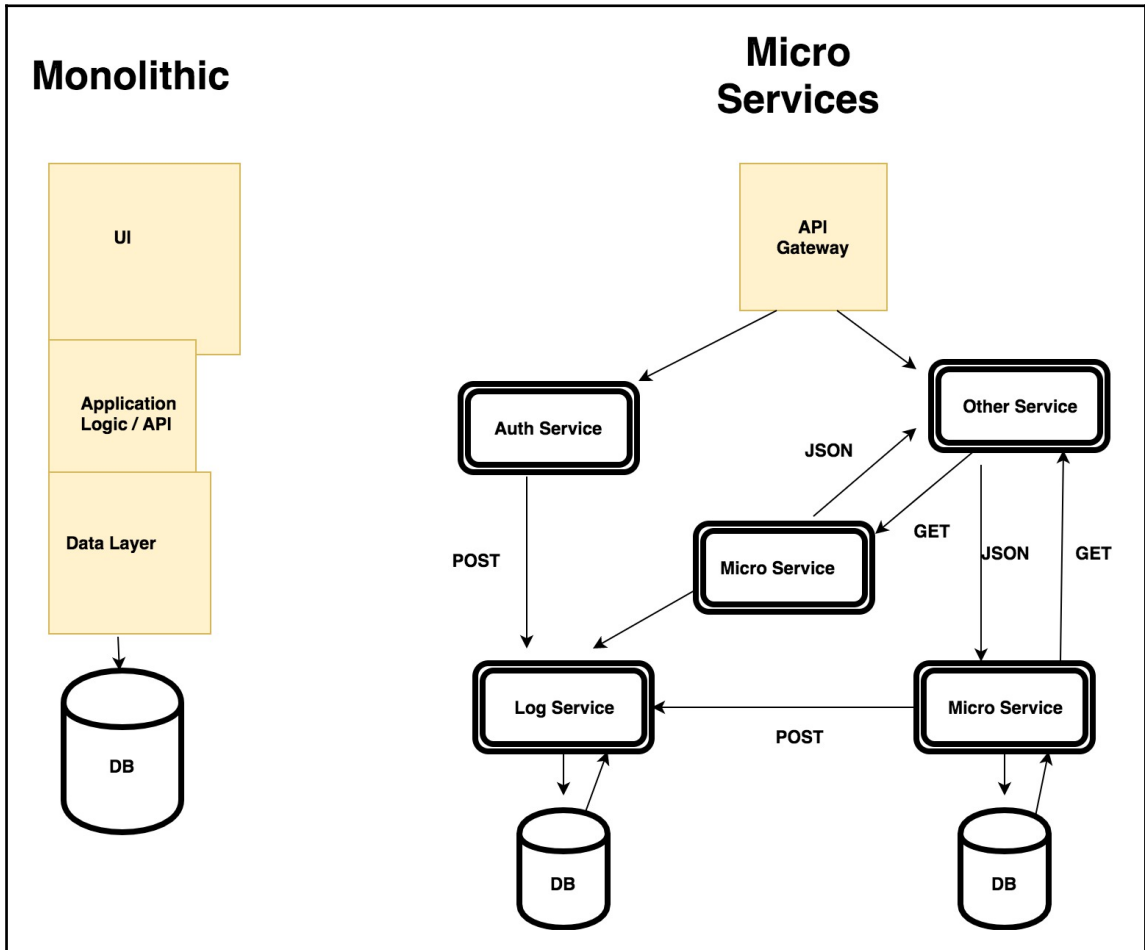 Monolithic
Micro
Services
UI
API
Gateway
Application
Logic / API
Auth Service
Other Service
JSON
Data Layer
POST
Micro Service
GET
JSON
GET
Log Service
POST
Micro Service
DB
DB
DB